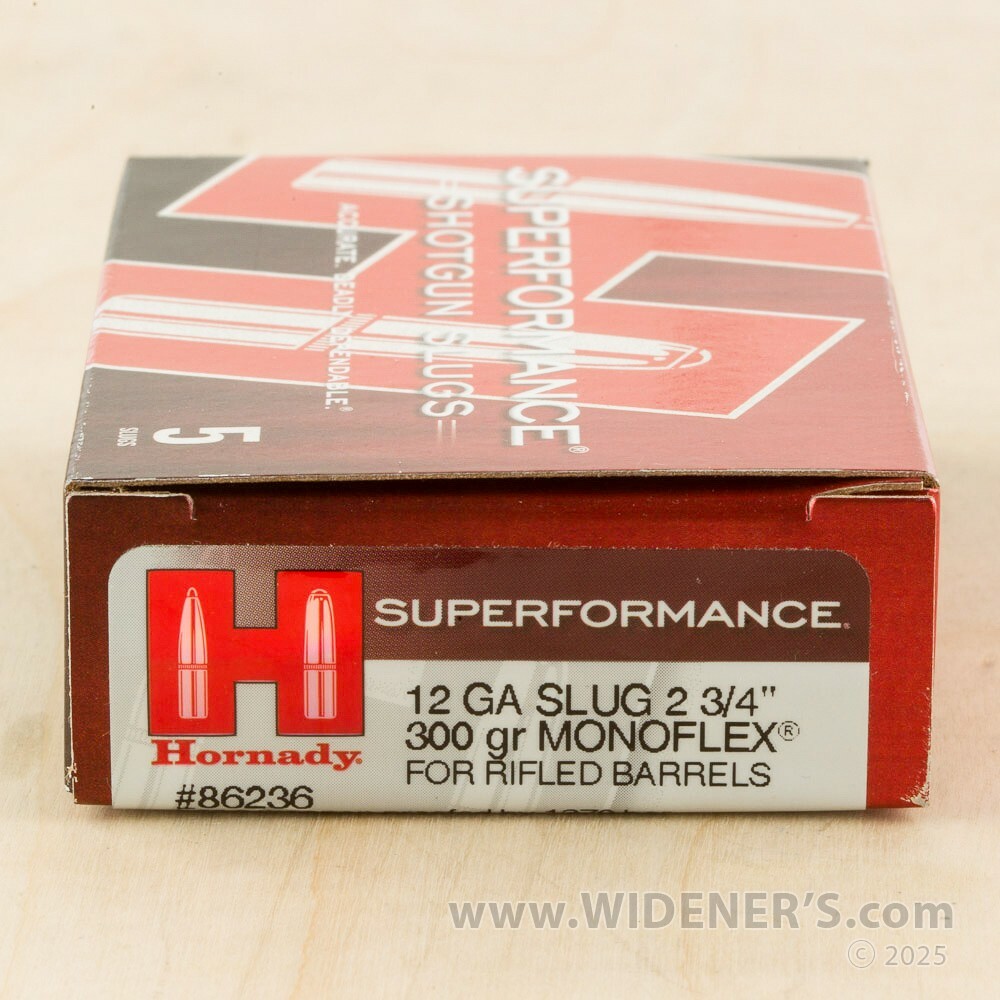 SUPERFORMANCE®
SHOTGUN SLUGS
ACCURATE. DEADLY. DEPENDABLE.®
5
SLUGS
H
SUPERFORMANCE®
12 GA SLUG 2 3/4"
300 gr MONOFLEX®
FOR RIFLED BARRELS
Hornady®
#86236
www.WIDENER'S.com
© 2025